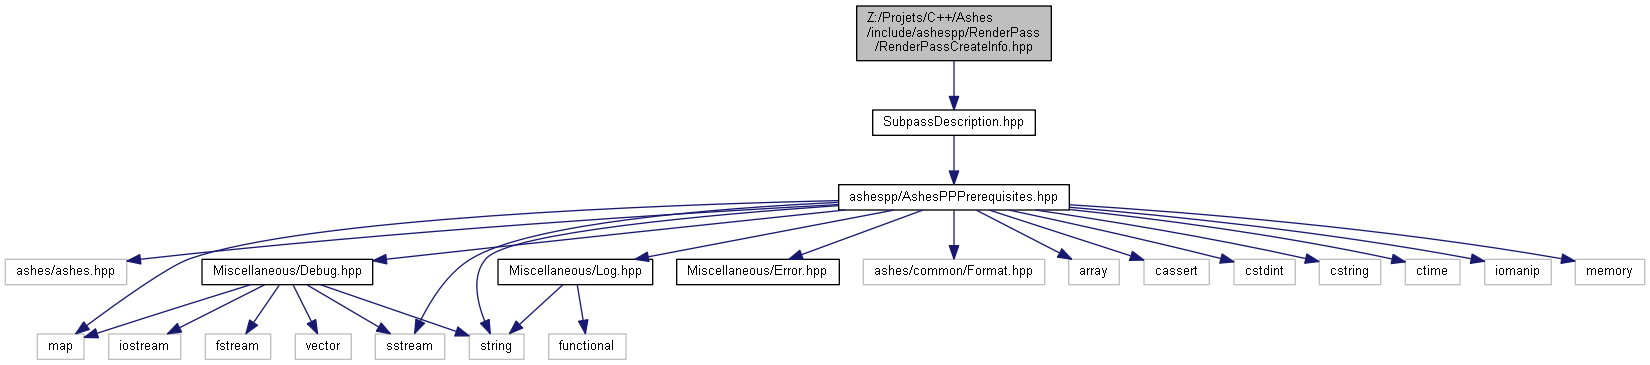 Z:/Projets/C++/Ashes
/include/ashespp/RenderPass
/RenderPassCreateInfo.hpp
SubpassDescription.hpp
ashespp/AshesPPPrerequisites.hpp
ashes/ashes.hpp
Miscellaneous/Debug.hpp
Miscellaneous/Log.hpp
Miscellaneous/Error.hpp
ashes/common/Format.hpp
array
cassert
cstdint
cstring
ctime
iomanip
memory
map
iostream
fstream
vector
sstream
string
functional